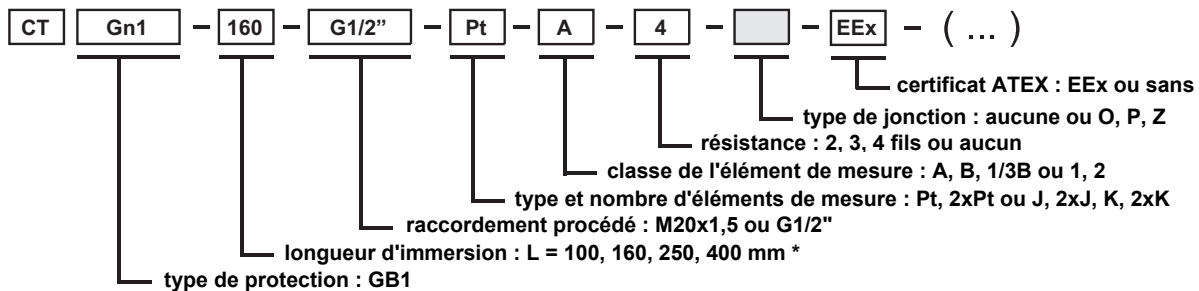 CT Gn1 – 160 – G1/2” – Pt – A – 4 – – EEx – ( ... )
certificat ATEX : EEx ou sans
type de jonction : aucune ou O, P, Z
résistance : 2, 3, 4 fils ou aucun
classe de l'élément de mesure : A, B, 1/3B ou 1, 2
type et nombre d'éléments de mesure : Pt, 2xPt ou J, 2xJ, K, 2xK
raccordement procédé : M20x1,5 ou G1/2"
longueur d'immersion : L = 100, 160, 250, 400 mm *
type de protection : GB1